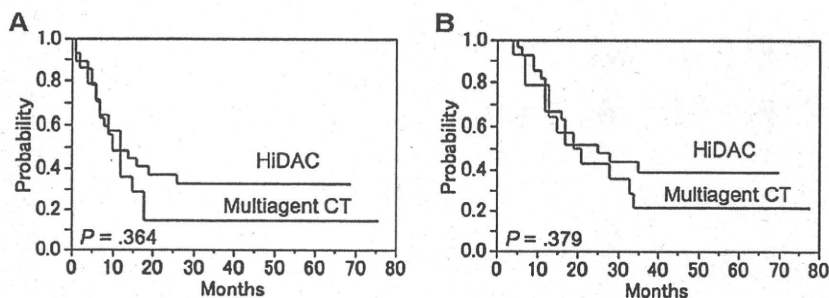 A
Probability
1.0
0.8
0.6
0.4
0.2
0.0
HiDAC
Multiagent CT
P = .364
0 10 20 30 40 50 60 70 80
Months
B
Probability
1.0
0.8
0.6
0.4
0.2
0.0
HiDAC
Multiagent CT
P = .379
0 10 20 30 40 50 60 70 80
Months